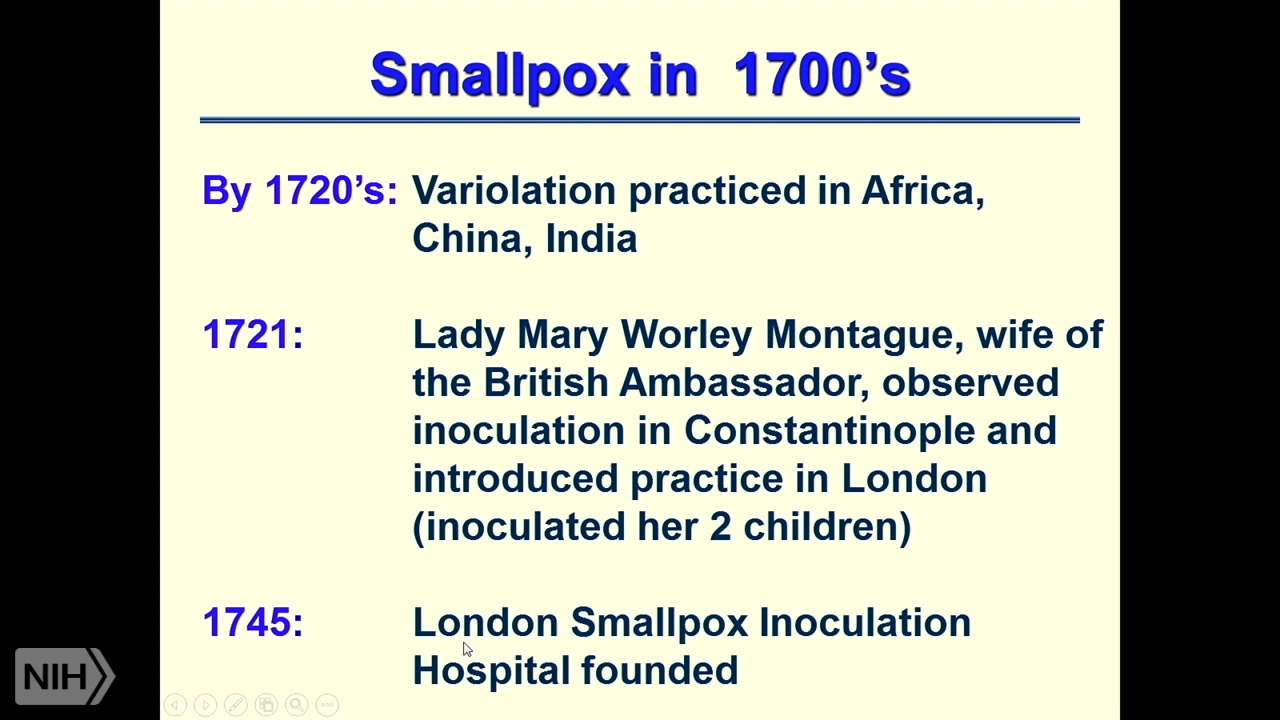 Smallpox in 1700’s
By 1720’s: Variolation practiced in Africa,
China, India
1721: Lady Mary Worley Montague, wife of
the British Ambassador, observed
inoculation in Constantinople and
introduced practice in London
(inoculated her 2 children)
1745: London Smallpox Inoculation
Hospital founded
NIH